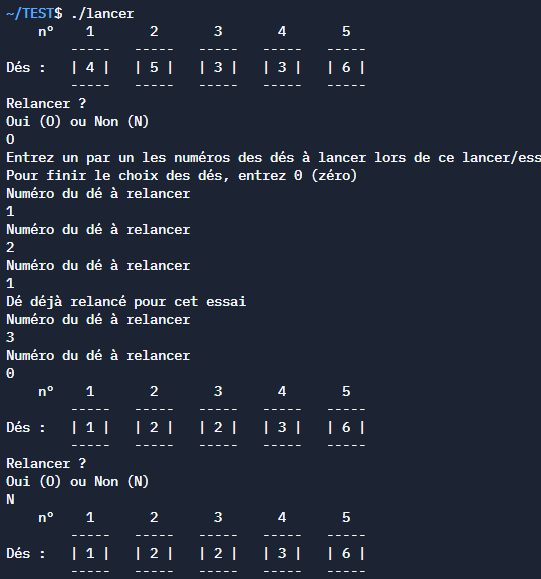 ~/TEST$ ./lancer
n° 1 2 3 4 5
----- ----- ----- ----- -----
Dés : | 4 | | 5 | | 3 | | 3 | | 6 |
----- ----- ----- ----- -----
Relancer ?
Oui (O) ou Non (N)
O
Entrez un par un les numéros des dés à lancer lors de ce lancer/ess
Pour finir le choix des dés, entrez 0 (zéro)
Numéro du dé à relancer
1
Numéro du dé à relancer
2
Numéro du dé à relancer
1
Dé déjà relancé pour cet essai
Numéro du dé à relancer
3
Numéro du dé à relancer
0
n° 1 2 3 4 5
----- ----- ----- ----- -----
Dés : | 1 | | 2 | | 2 | | 3 | | 6 |
----- ----- ----- ----- -----
Relancer ?
Oui (O) ou Non (N)
N
n° 1 2 3 4 5
----- ----- ----- ----- -----
Dés : | 1 | | 2 | | 2 | | 3 | | 6 |
----- ----- ----- ----- -----